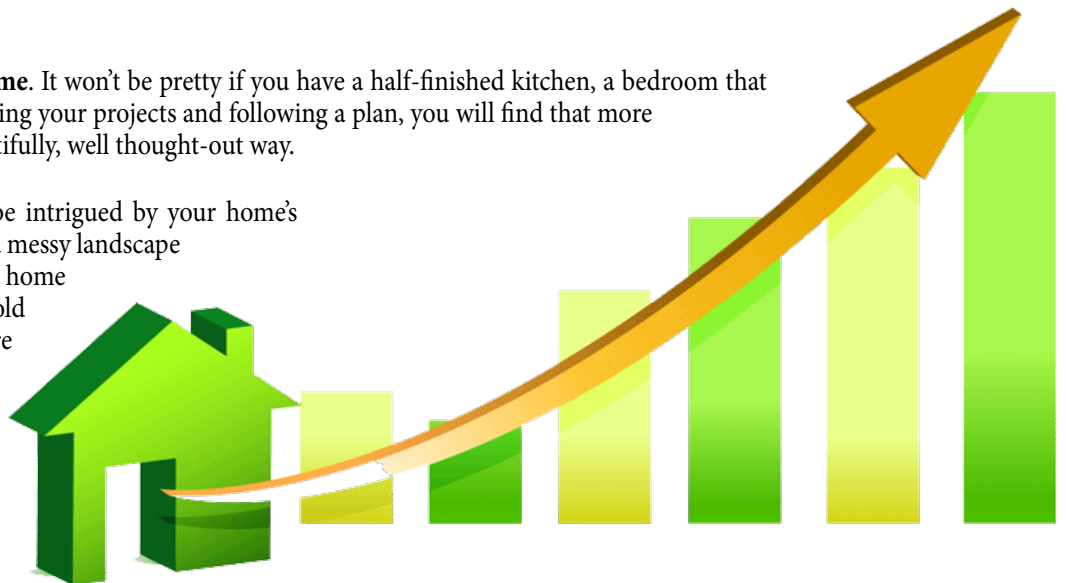 me. It won’t be pretty if you have a half-finished kitchen, a bedroom that
ing your projects and following a plan, you will find that more
tifully, well thought-out way.
be intrigued by your home’s
messy landscape
home
old
re